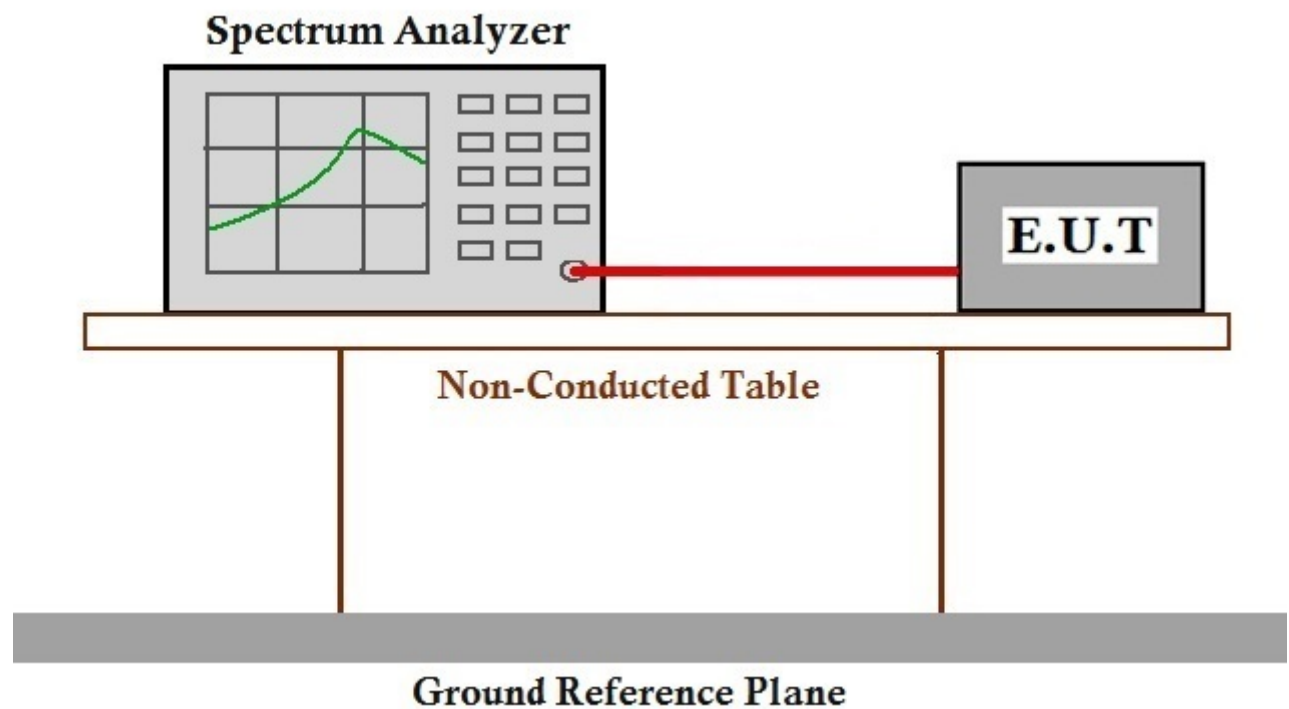 Spectrum Analyzer
E.U.T
Non-Conducted Table
Ground Reference Plane